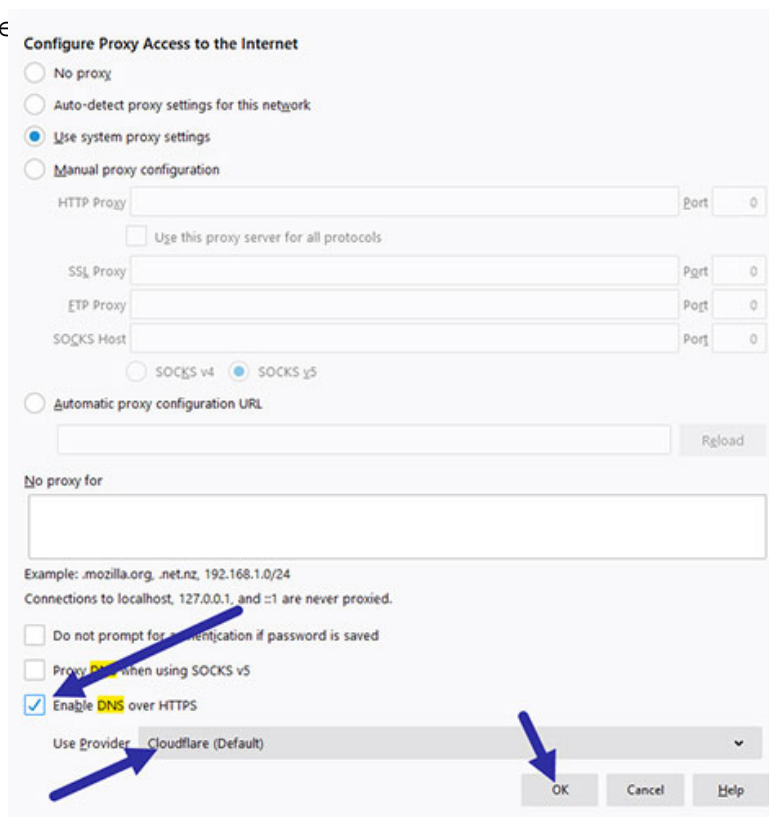 e
Configure Proxy Access to the Internet
No proxy
Auto-detect proxy settings for this network
Use system proxy settings
Manual proxy configuration
HTTP Proxy Port 0
Use this proxy server for all protocols
SSL Proxy Port 0
FTP Proxy Port 0
SOCKS Host Port 0
SOCKS v4 SOCKS v5
Automatic proxy configuration URL
Reload
No proxy for
Example: .mozilla.org, .net.nz, 192.168.1.0/24
Connections to localhost, 127.0.0.1, and ::1 are never proxied.
Do not prompt for authentication if password is saved
Proxy DNS when using SOCKS v5
Enable DNS over HTTPS
Use Provider Cloudflare (Default)
OK Cancel Help